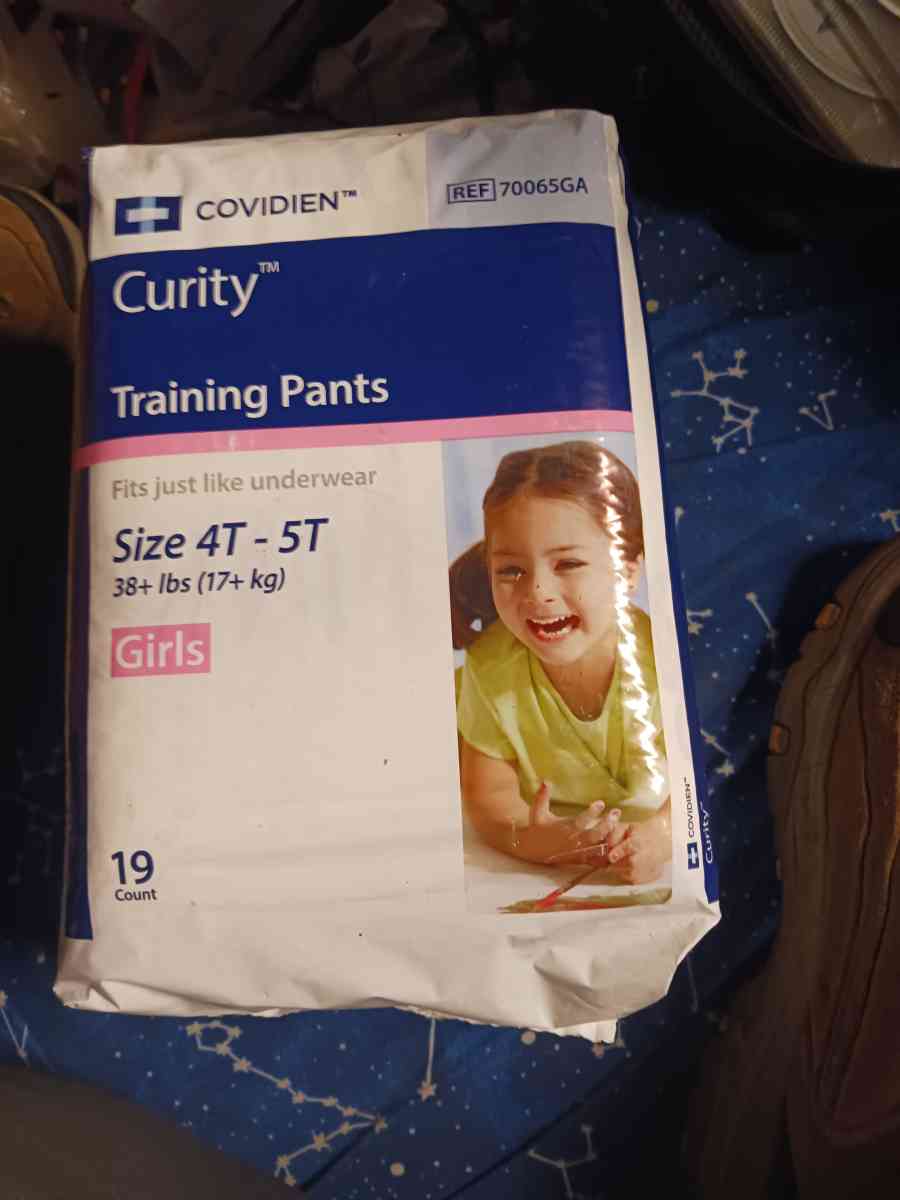 COVIDIEN™
REF 70065GA
Curity™
Training Pants
Fits just like underwear
Size 4T - 5T
38+ lbs (17+ kg)
Girls
19
Count
COVIDIEN™
Curity